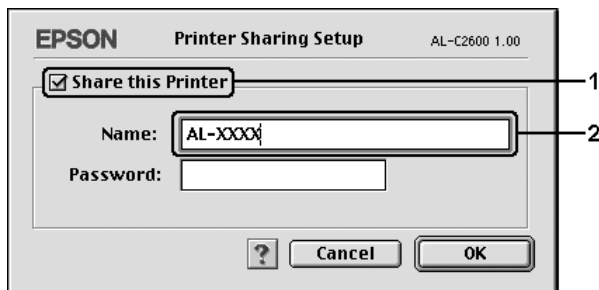 EPSON Printer Sharing Setup AL-C2600 1.00
Share this Printer 1
Name: AL-XXXX 2
Password:
? Cancel OK